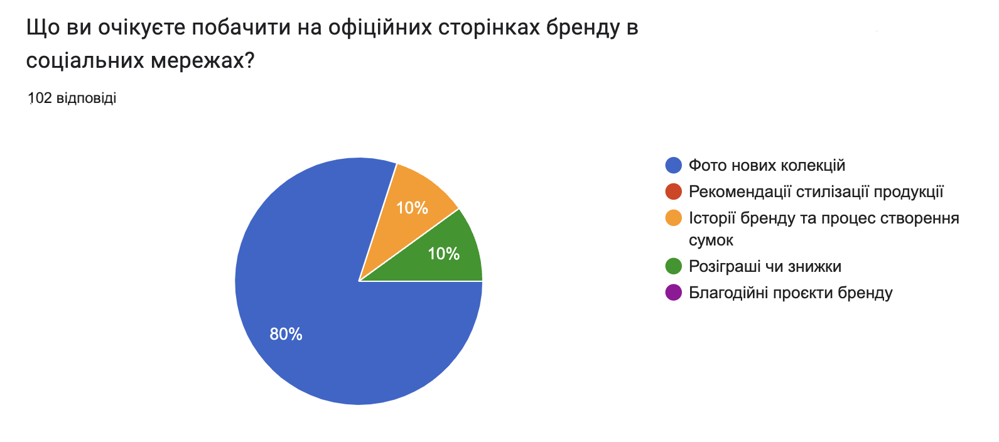 Що ви очікуєте побачити на офіційних сторінках бренду в
соціальних мережах?
102 відповіді
Фото нових колекцій
Рекомендації стилізації продукції
Історії бренду та процес створення
сумок
Розіграші чи знижки
Благодійні проєкти бренду
10%
10%
80%